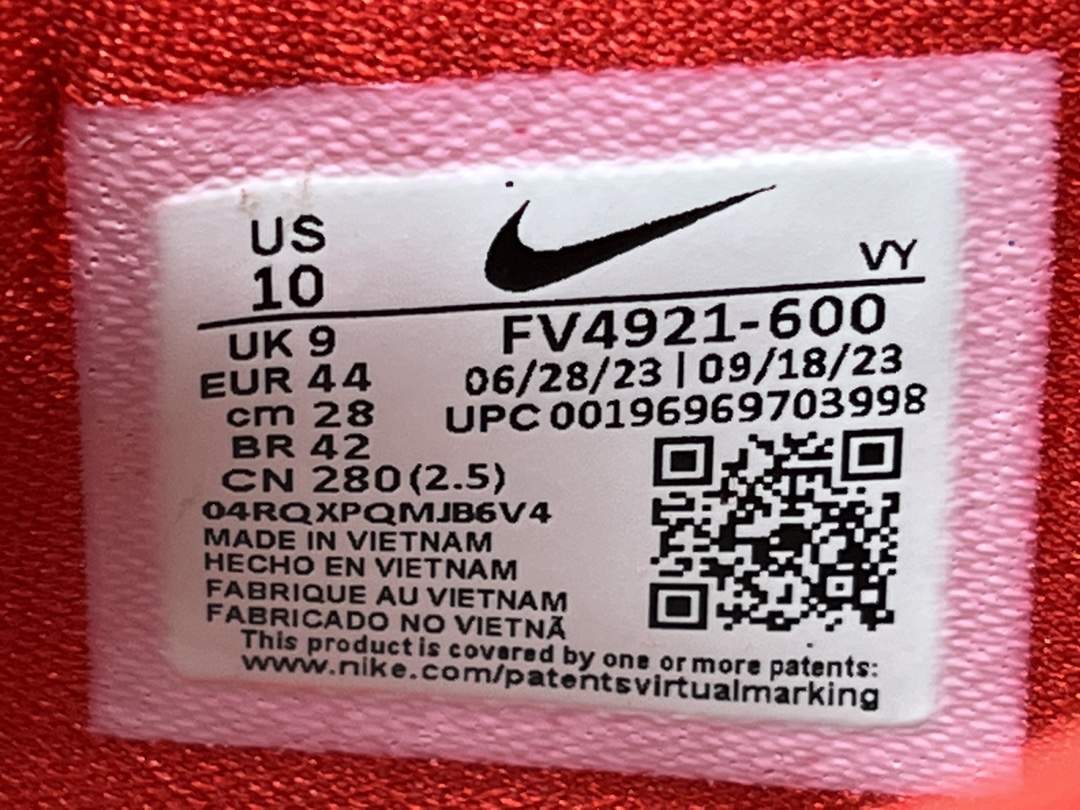 US
10
VY
UK 9
EUR 44
cm 28
BR 42
CN 280 (2.5)
FV4921-600
06/28/23 | 09/18/23
UPC 00196969703998
04RQXPQMJB6V4
MADE IN VIETNAM
HECHO EN VIETNAM
FABRIQUE AU VIETNAM
FABRICADO NO VIETNÃ
This product is covered by one or more patents:
www.nike.com/patentsvirtualmarking